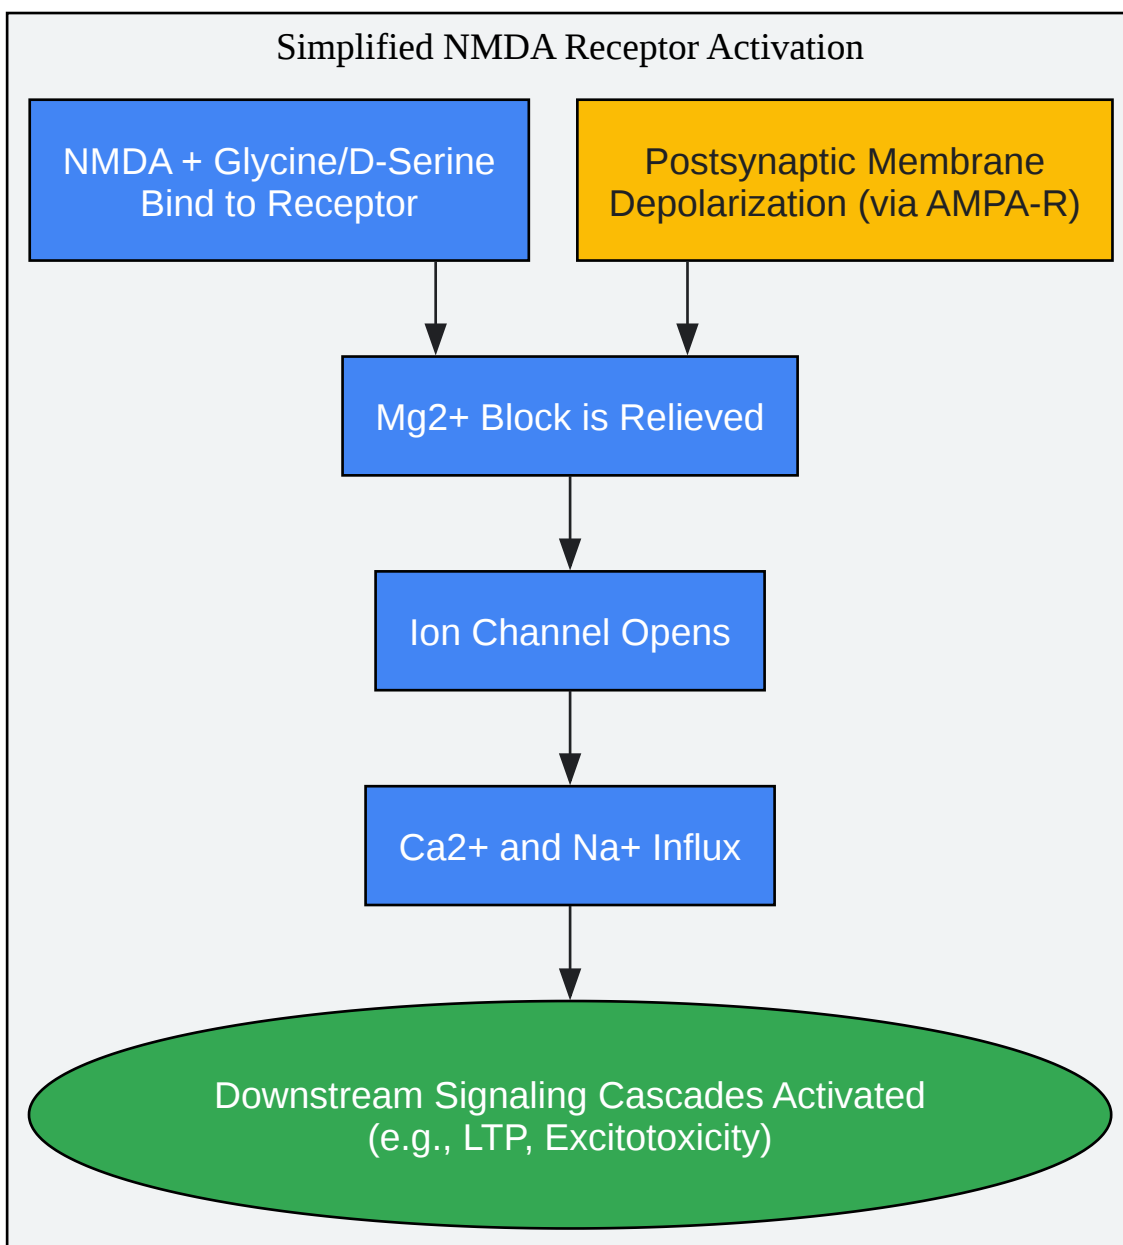 Simplified NMDA Receptor Activation
NMDA + Glycine/D-Serine
Bind to Receptor
Postsynaptic Membrane
Depolarization (via AMPA-R)
Mg2+ Block is Relieved
Ion Channel Opens
Ca2+ and Na+ Influx
Downstream Signaling Cascades Activated
(e.g., LTP, Excitotoxicity)